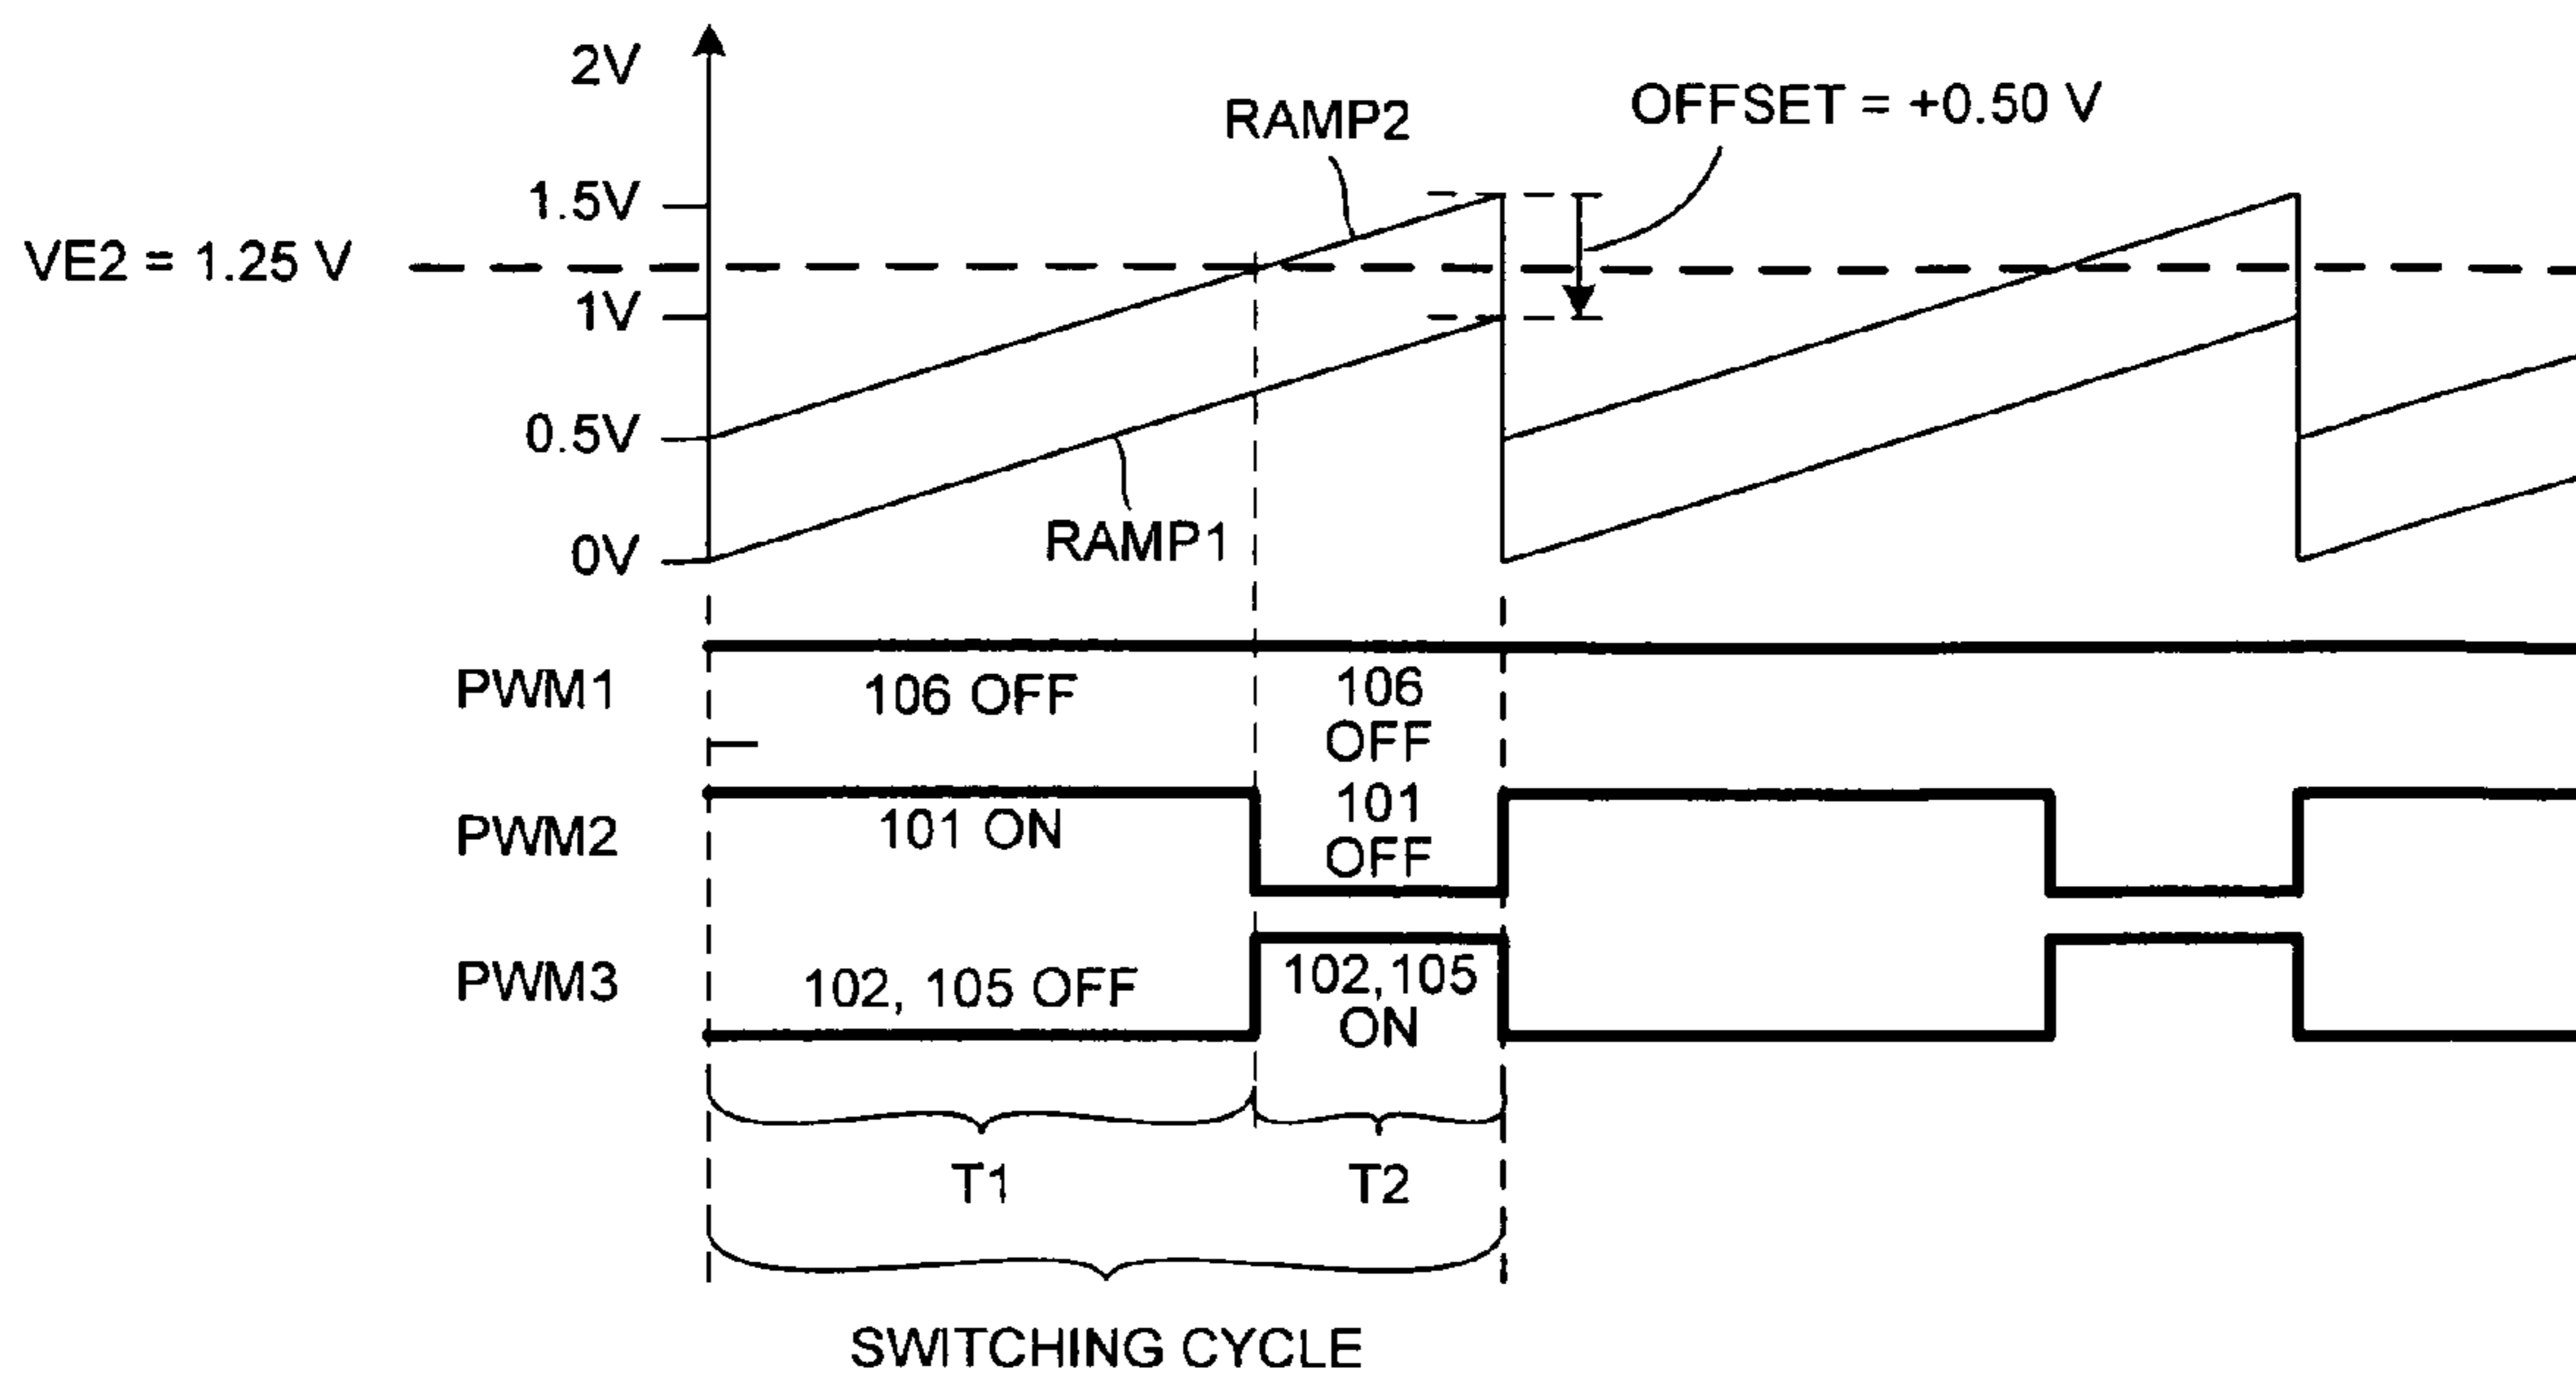 2V
RAMP2
OFFSET = +0.50 V
1.5V
VE2 = 1.25 V
1V
0.5V
RAMP1
0V
PWM1
106 OFF
106
OFF
PWM2
101 ON
101
OFF
PWM3
102, 105 OFF
102,105
ON
T1
T2
SWITCHING CYCLE